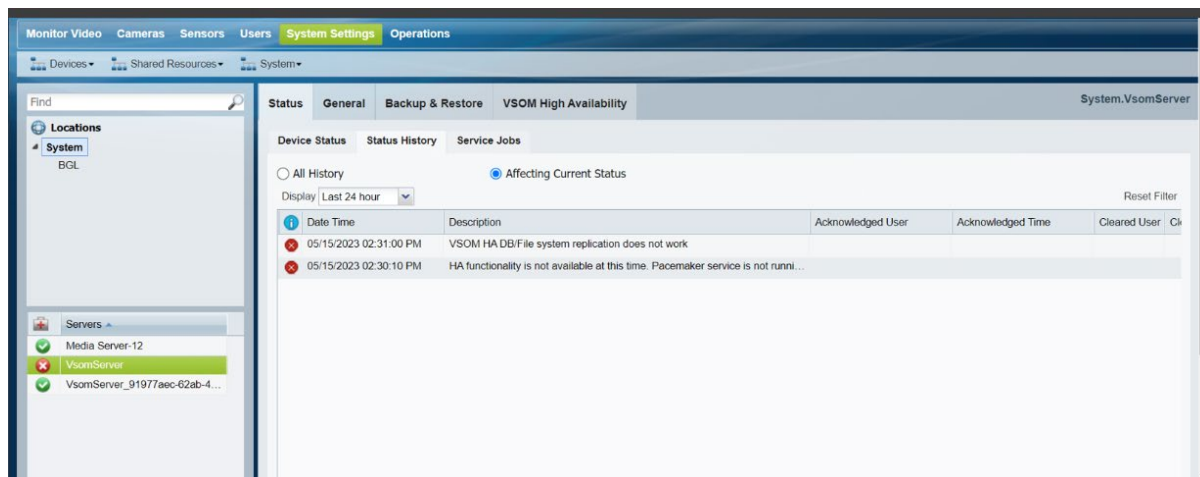 Monitor Video Cameras Sensors Users System Settings Operations
Devices Shared Resources System
Find
Locations
System
BGL
Servers
Media Server-12
VsomServer
VsomServer_91977aec-62ab-4...
Status General Backup & Restore VSOM High Availability System.VsomServer
Device Status Status History Service Jobs
All History Affecting Current Status
Display Last 24 hour Reset Filter
Date Time Description Acknowledged User Acknowledged Time Cleared User Cle
05/15/2023 02:31:00 PM VSOM HA DB/File system replication does not work
05/15/2023 02:30:10 PM HA functionality is not available at this time. Pacemaker service is not runni...